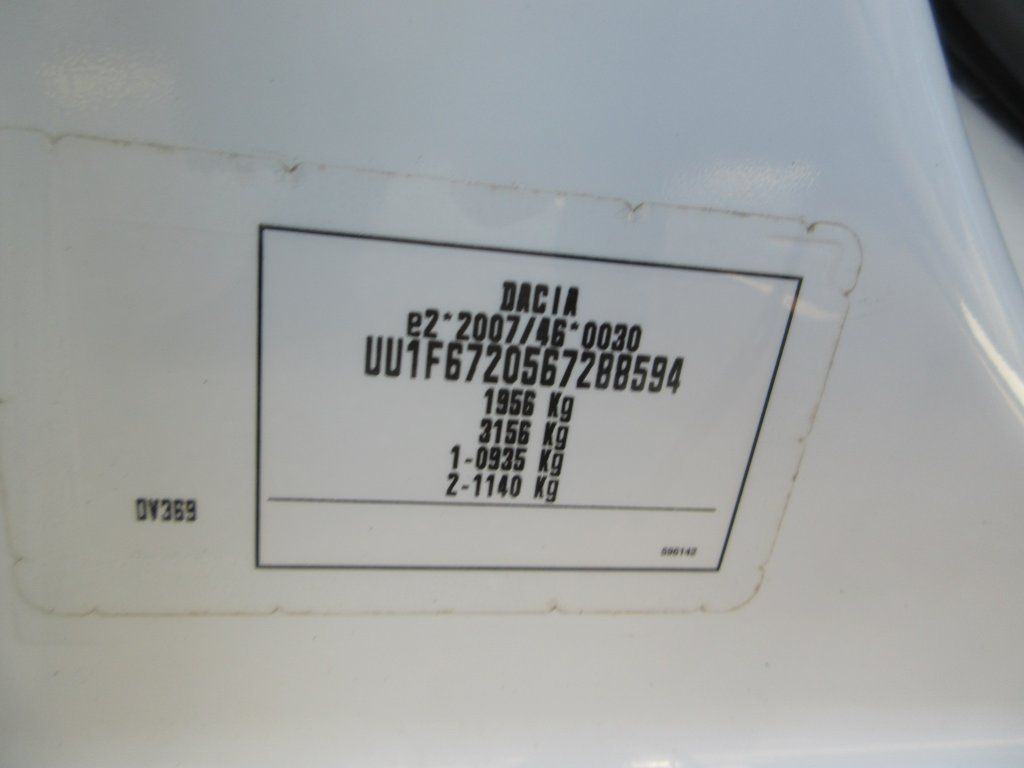 DACIA
e2*2007/46*0030
UU1F6720567288594
1956 Kg
3156 Kg
1-0935 Kg
2-1140 Kg
DV369
596142